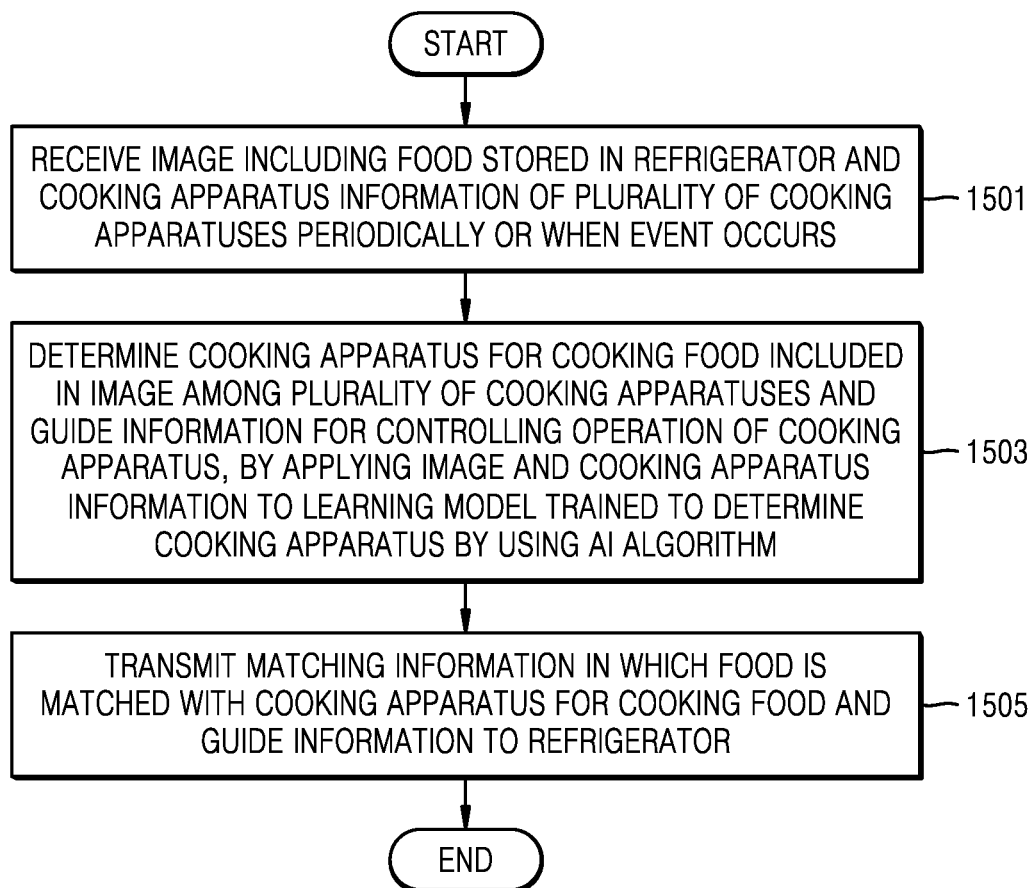 START
RECEIVE IMAGE INCLUDING FOOD STORED IN REFRIGERATOR AND
COOKING APPARATUS INFORMATION OF PLURALITY OF COOKING
APPARATUSES PERIODICALLY OR WHEN EVENT OCCURS
1501
DETERMINE COOKING APPARATUS FOR COOKING FOOD INCLUDED
IN IMAGE AMONG PLURALITY OF COOKING APPARATUSES AND
GUIDE INFORMATION FOR CONTROLLING OPERATION OF COOKING
APPARATUS, BY APPLYING IMAGE AND COOKING APPARATUS
INFORMATION TO LEARNING MODEL TRAINED TO DETERMINE
COOKING APPARATUS BY USING AI ALGORITHM
1503
TRANSMIT MATCHING INFORMATION IN WHICH FOOD IS
MATCHED WITH COOKING APPARATUS FOR COOKING FOOD AND
GUIDE INFORMATION TO REFRIGERATOR
1505
END